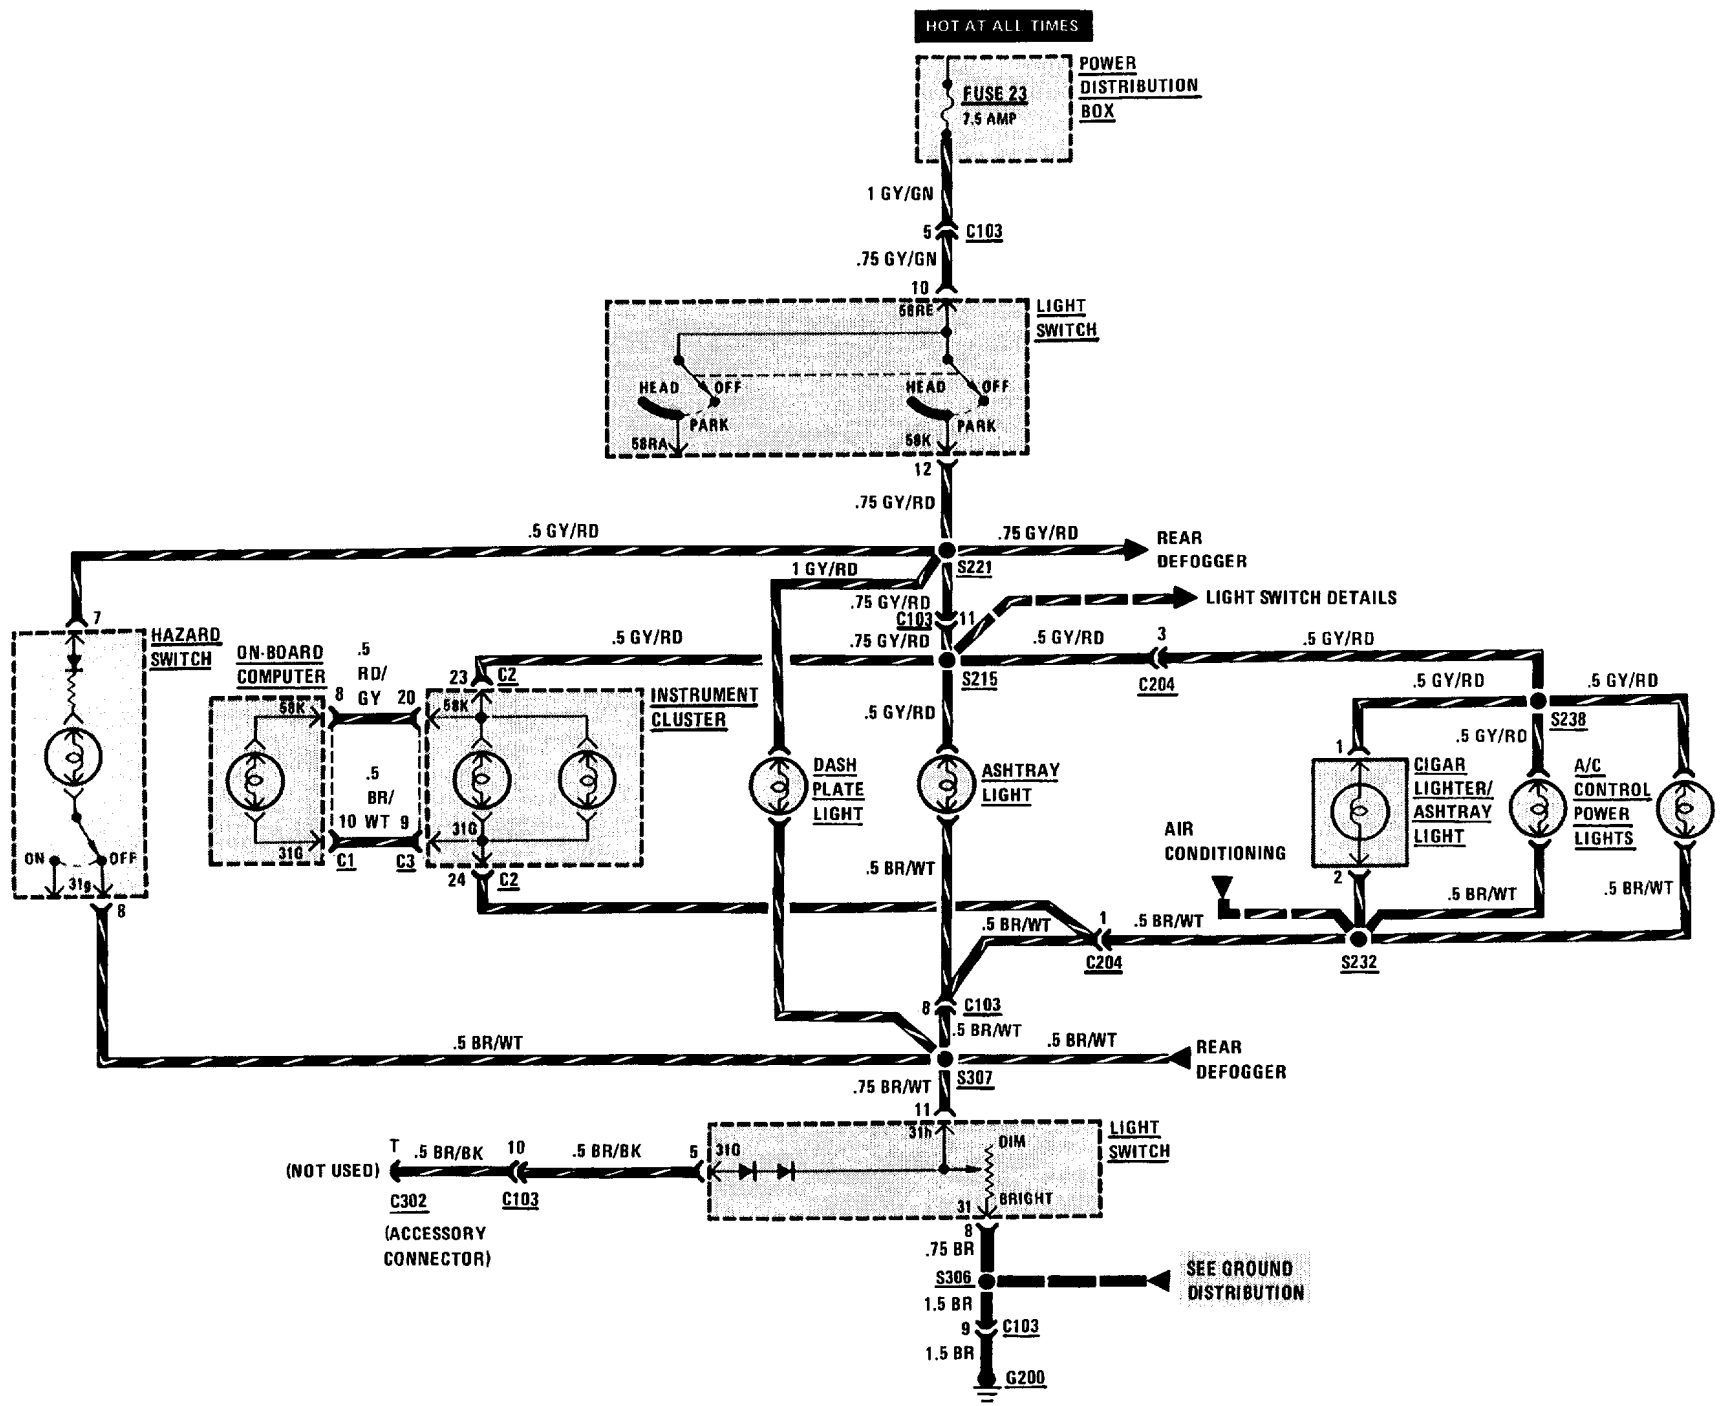 HOT AT ALL TIMES
POWER
DISTRIBUTION
BOX
FUSE 23
7.5 AMP
1 GY/GN
5 C103
.75 GY/GN
10
58RE
LIGHT
SWITCH
HEAD OFF
HEAD OFF
PARK
PARK
58RA
58K
12
.75 GY/RD
.5 GY/RD
.75 GY/RD
REAR
DEFOGGER
S221
1 GY/RD
.75 GY/RD
C103 11
LIGHT SWITCH DETAILS
7
HAZARD
SWITCH
ON-BOARD
COMPUTER
.5
RD/
GY
8 20
.5 GY/RD
.75 GY/RD
.5 GY/RD
3
.5 GY/RD
C204
S215
23 C2
INSTRUMENT
CLUSTER
58K
58K
.5 GY/RD
.5 GY/RD
.5 GY/RD
S238
.5 GY/RD
1
DASH
PLATE
LIGHT
ASHTRAY
LIGHT
CIGAR
LIGHTER/
ASHTRAY
LIGHT
A/C
CONTROL
POWER
LIGHTS
.5
BR/
WT
10 9
31G
31G
C1 C3
24 C2
ON OFF
31g
8
AIR
CONDITIONING
2
.5 BR/WT
.5 BR/WT
.5 BR/WT
.5 BR/WT
1
.5 BR/WT
C204
S232
8 C103
.5 BR/WT
.5 BR/WT
.5 BR/WT
REAR
DEFOGGER
S307
.75 BR/WT
11
31h
LIGHT
SWITCH
DIM
BRIGHT
T .5 BR/BK 10 .5 BR/BK 5 31G
(NOT USED)
C302 C103
(ACCESSORY
CONNECTOR)
31
8
.75 BR
S306
SEE GROUND
DISTRIBUTION
1.5 BR
9 C103
1.5 BR
G200